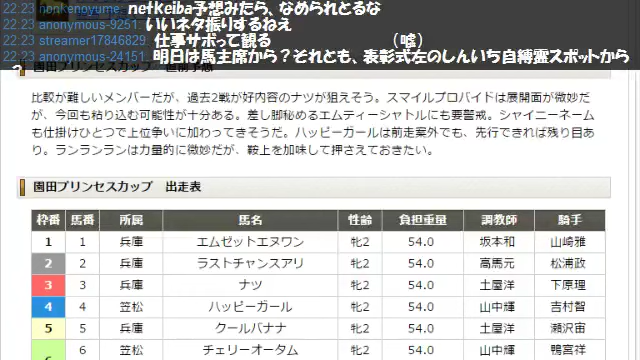 22:23 nonkenoyume: netkeiba予想みたら、なめられとるな
22:23 anonymous-9251: いいネタ振りするねえ
22:23 streamer17846829: 仕事サボって観る （嘘）
22:23 anonymous-24151: 明日は馬主席から？それとも、表彰式左のしんいち自縛霊スポットから
？
園田プリンセスカップ 直前予想
比較が難しいメンバーだが、過去2戦が好内容のナツが狙えそう。スマイルプロバイドは展開面が微妙だ
が、今回も粘り込む可能性が十分ある。差し脚秘めるエムティーシャトルにも要警戒。シャイニーネーム
も仕掛けひとつで上位争いに加わってきそうだ。ハッピーガールは前走案外でも、先行できれば残り目あ
り。ランランランは力量的に微妙だが、鞍上を加味して押さえておきたい。
園田プリンセスカップ 出走表
枠番 馬番 所属 馬名 性齢 負担重量 調教師 騎手
1 1 兵庫 エムゼットエヌワン 牝2 54.0 坂本和 山崎雅
2 2 兵庫 ラストチャンスアリ 牝2 54.0 高馬元 松浦政
3 3 兵庫 ナツ 牝2 54.0 土屋洋 下原理
4 4 笠松 ハッピーガール 牝2 54.0 山中輝 吉村智
5 5 兵庫 クールバナナ 牝2 54.0 土屋洋 瀬沢宙
6 6 笠松 チェリーオータム 牝2 54.0 山中輝 鴨宮祥